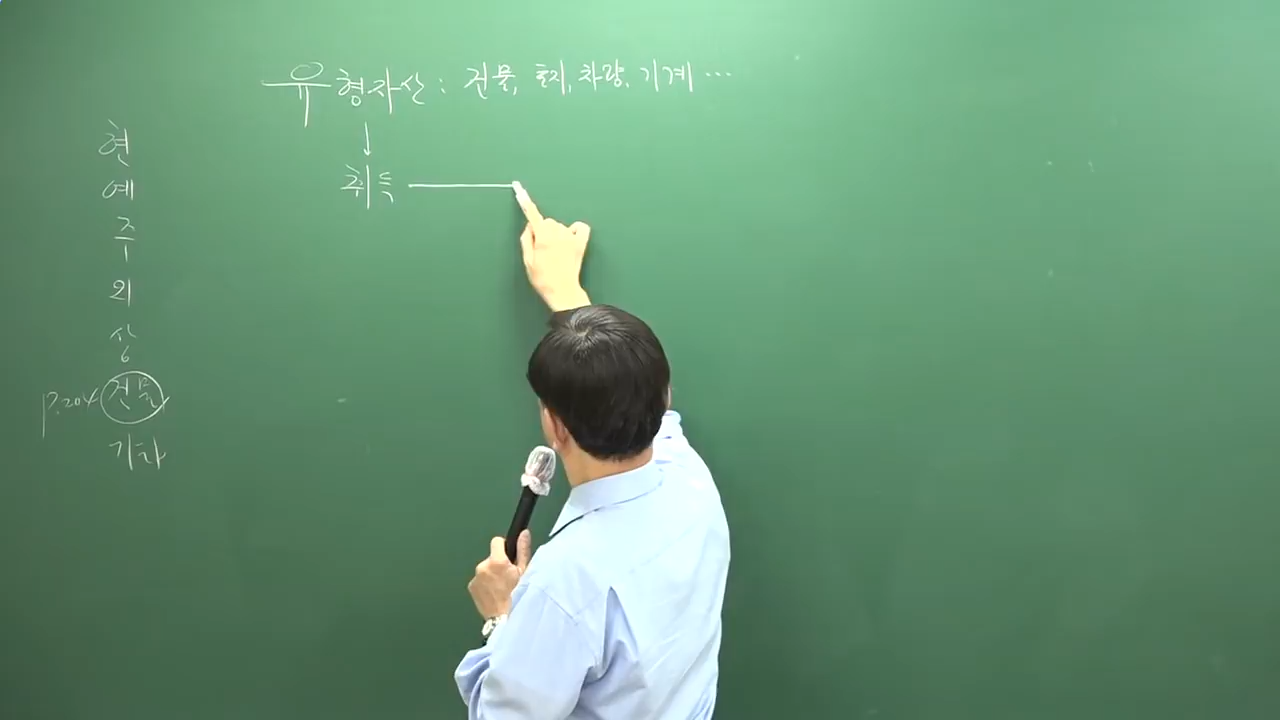 유형자산 : 건물, 토지, 차량, 기계 …
↓
취득
현
예
주
외
상
p.204 건물
기타